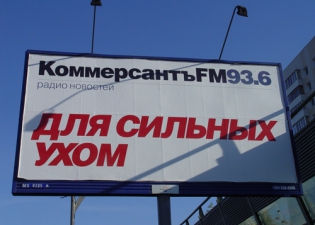 КоммерсантъFM93.6
радио новостей
ДЛЯ СИЛЬНЫХ
УХОМ